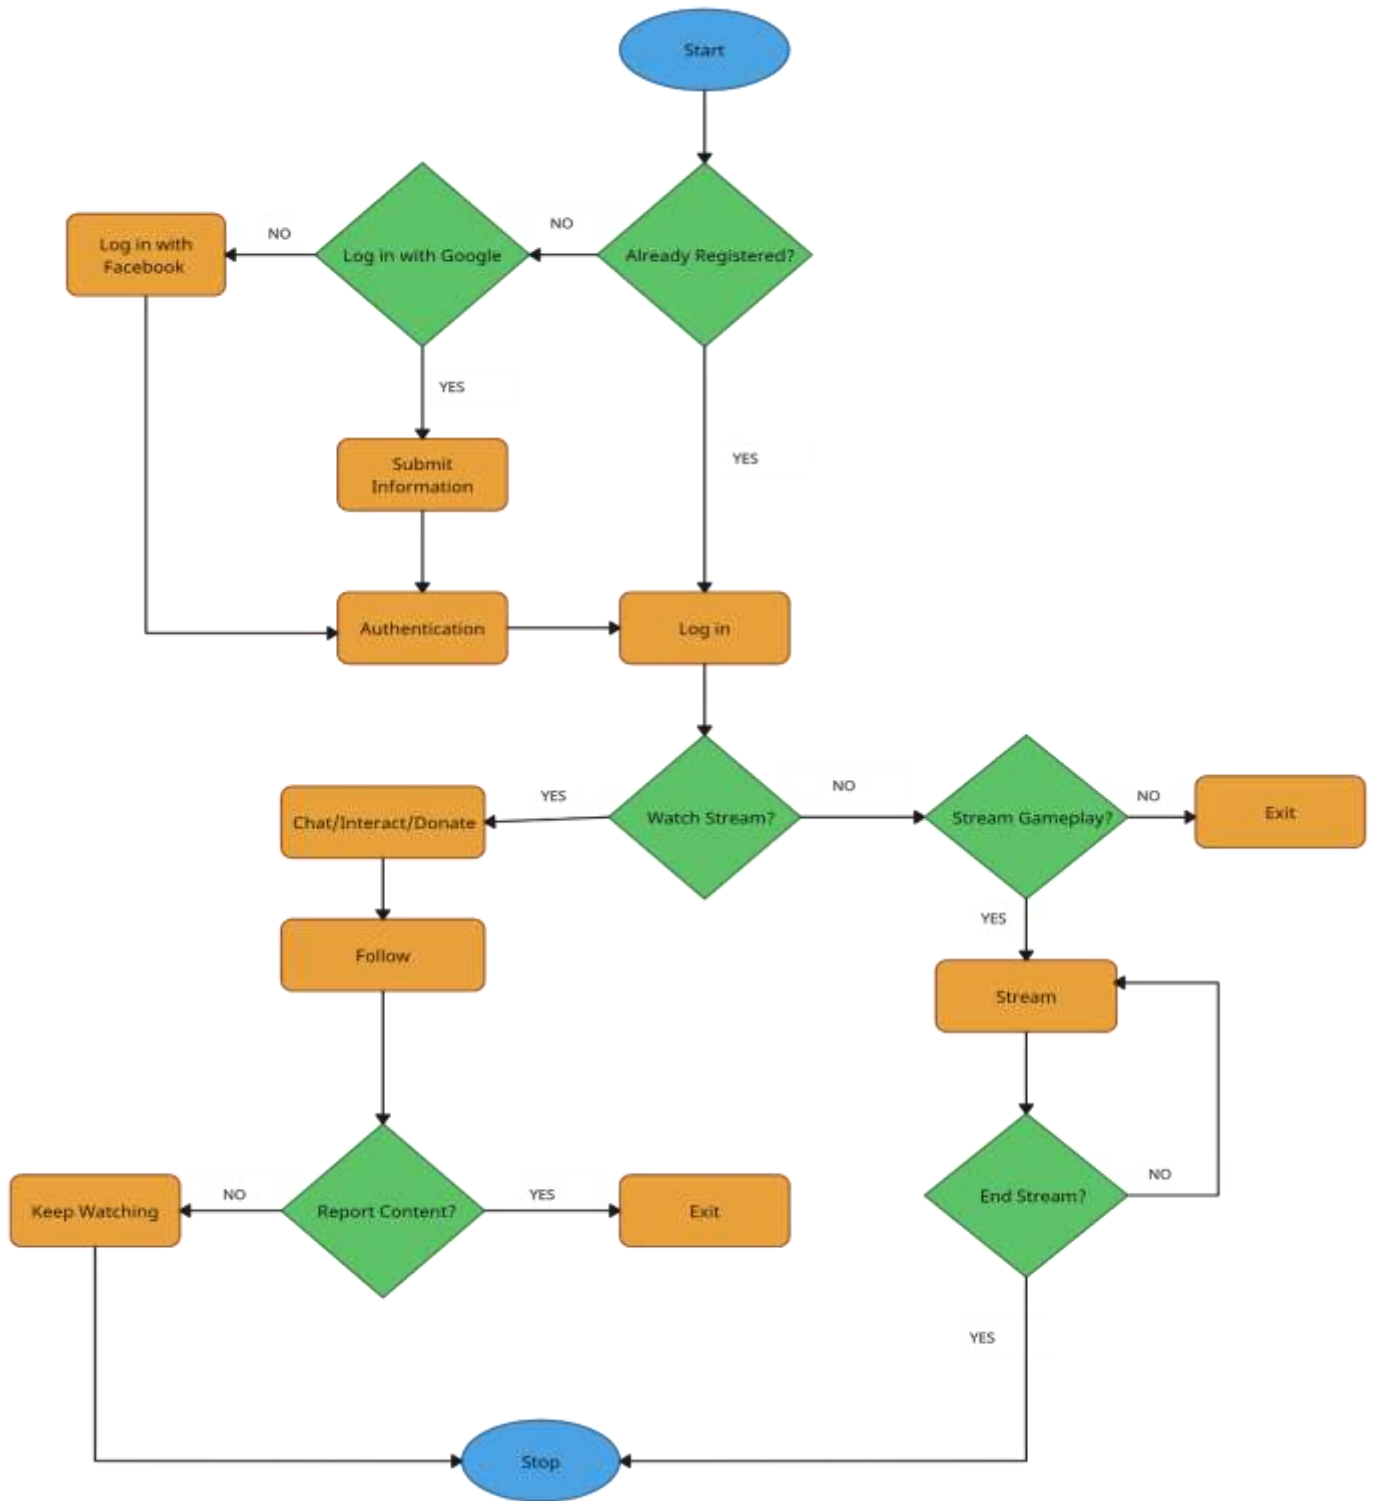 Start
NO
NO
Log in with
Facebook
Log in with Google
Already Registered?
YES
YES
Submit
Information
Authentication
Log in
YES
NO
NO
Chat/Interact/Donate
Watch Stream?
Stream Gameplay?
Exit
YES
Follow
Stream
NO
YES
NO
Keep Watching
Report Content?
Exit
End Stream?
YES
Stop